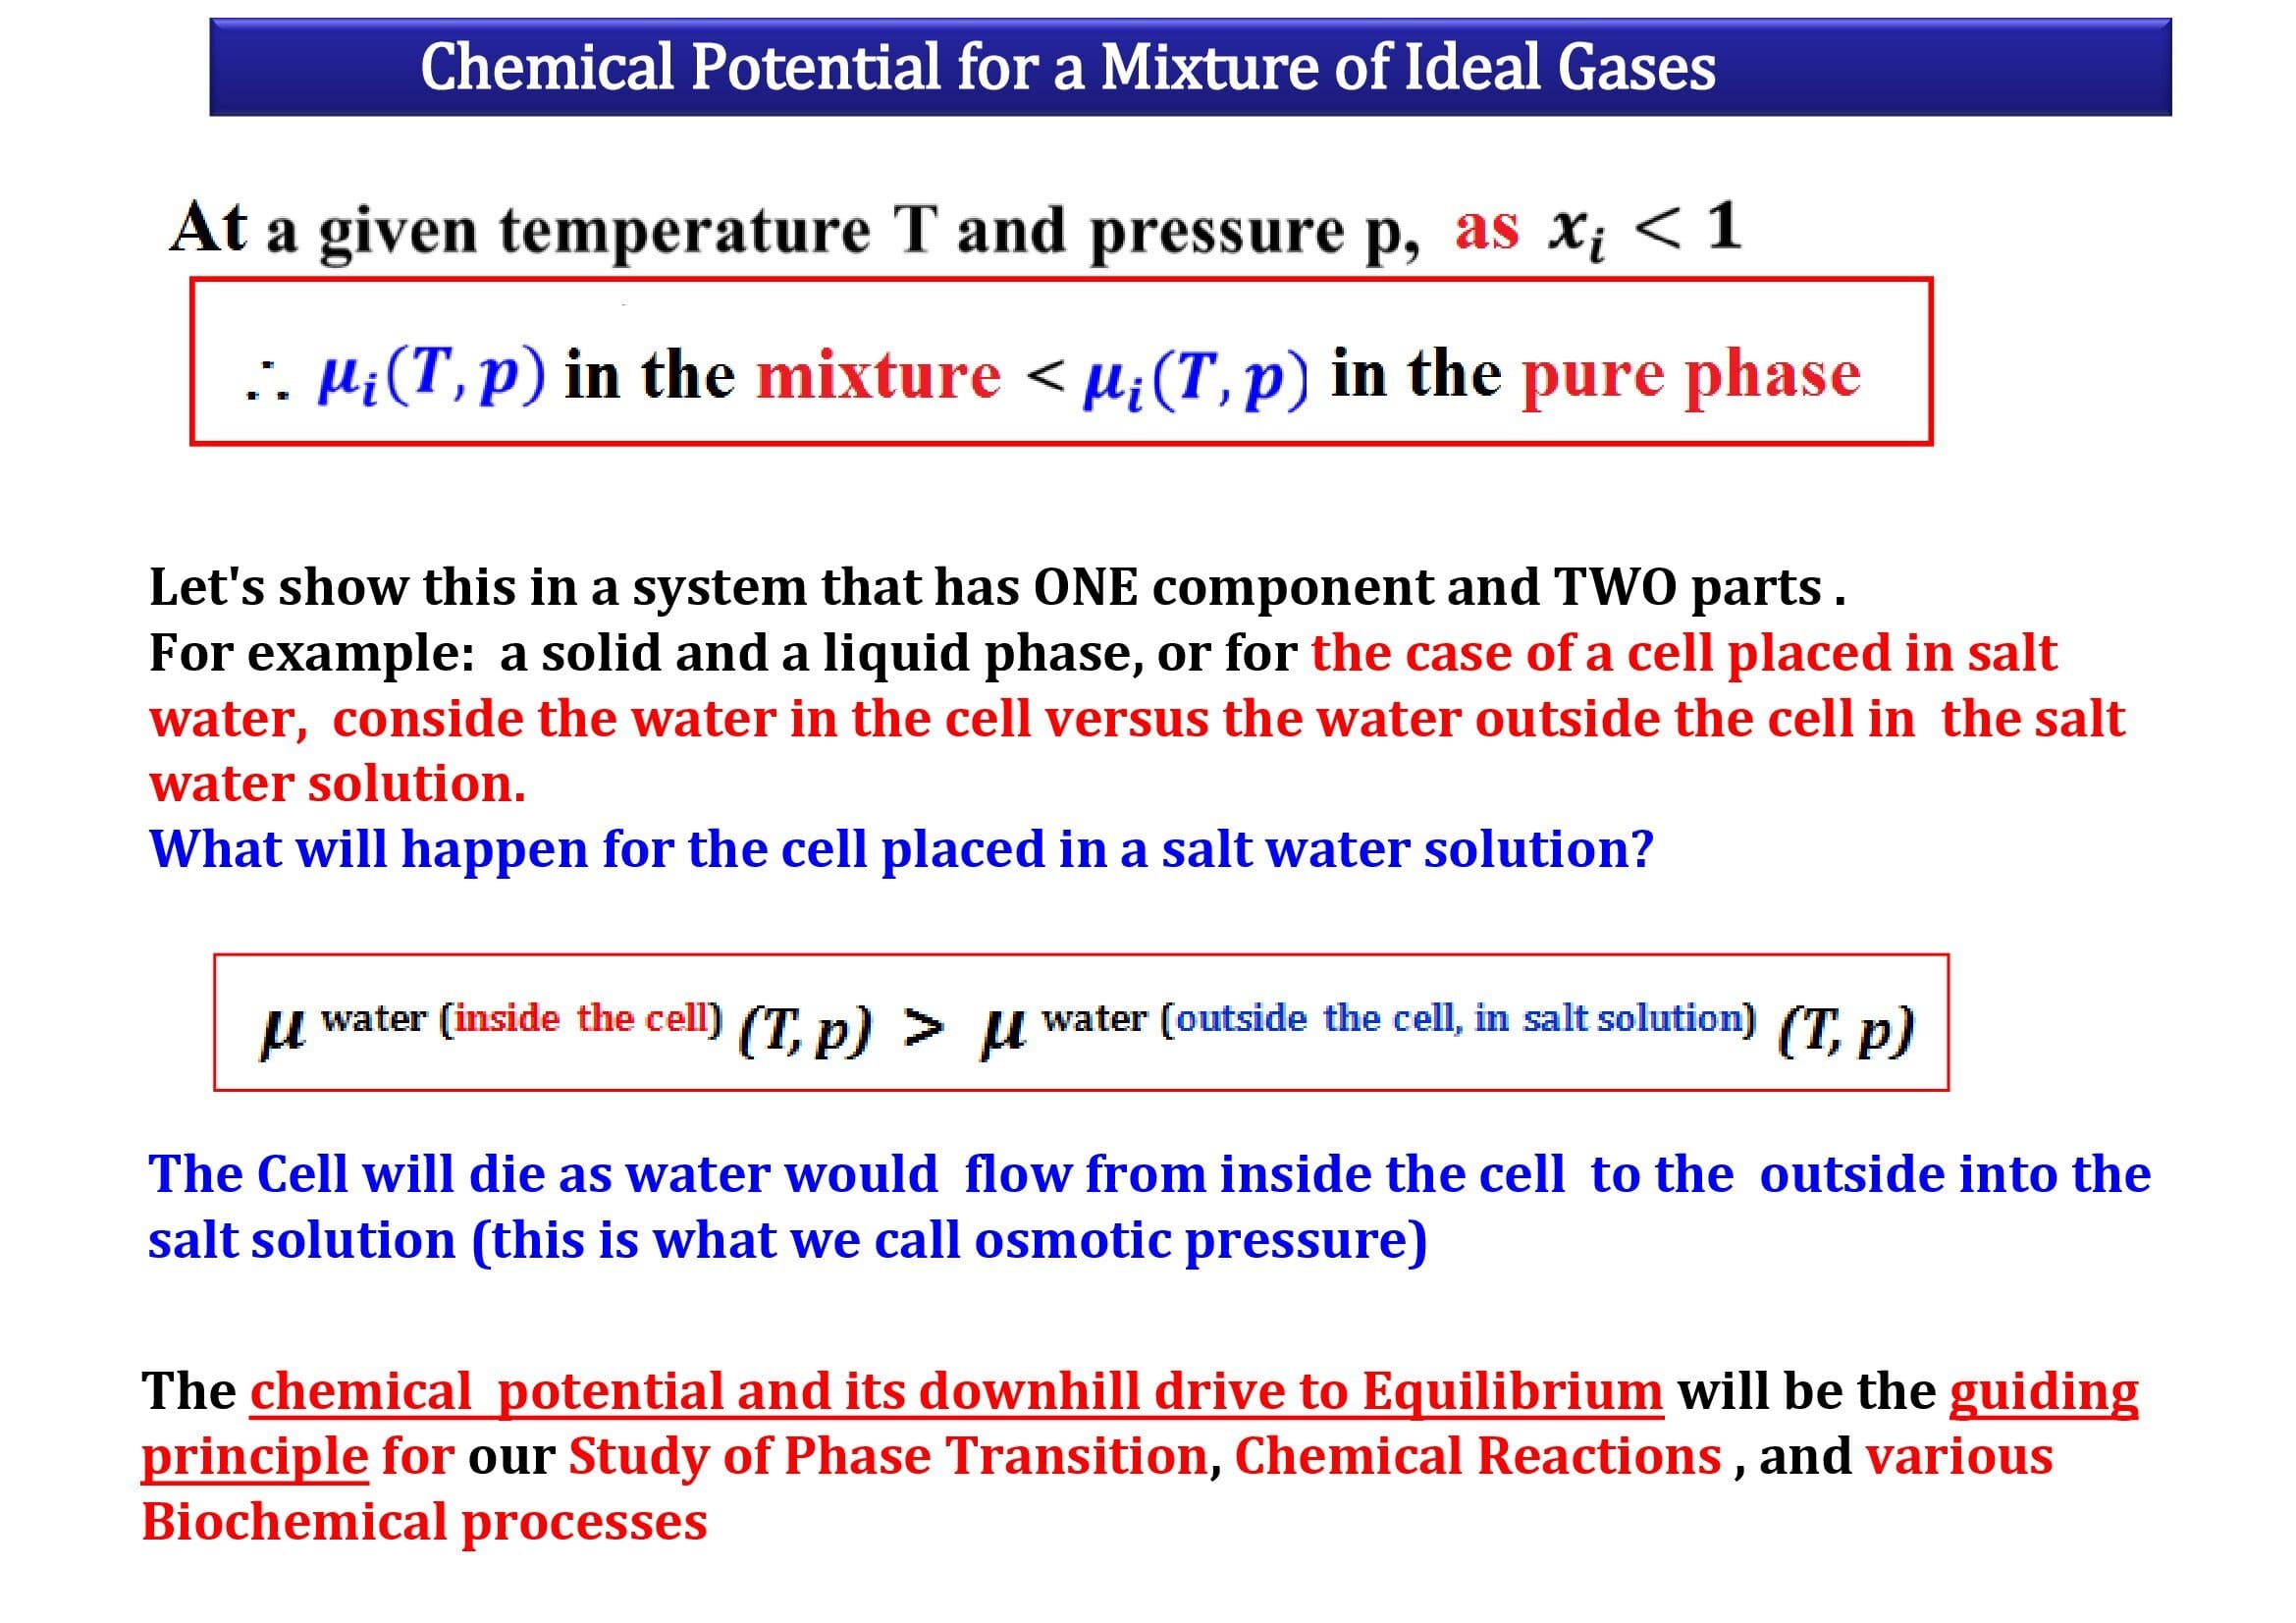 Chemical Potential for a Mixture of Ideal Gases
At a given temperature T and pressure p, as xᵢ < 1
∴ μᵢ(T,p) in the mixture < μᵢ(T,p) in the pure phase
Let's show this in a system that has ONE component and TWO parts .
For example: a solid and a liquid phase, or for the case of a cell placed in salt
water, conside the water in the cell versus the water outside the cell in the salt
water solution.
What will happen for the cell placed in a salt water solution?
μ water (inside the cell) (T, p) > μ water (outside the cell, in salt solution) (T, p)
The Cell will die as water would flow from inside the cell to the outside into the
salt solution (this is what we call osmotic pressure)
The chemical potential and its downhill drive to Equilibrium will be the guiding
principle for our Study of Phase Transition, Chemical Reactions , and various
Biochemical processes